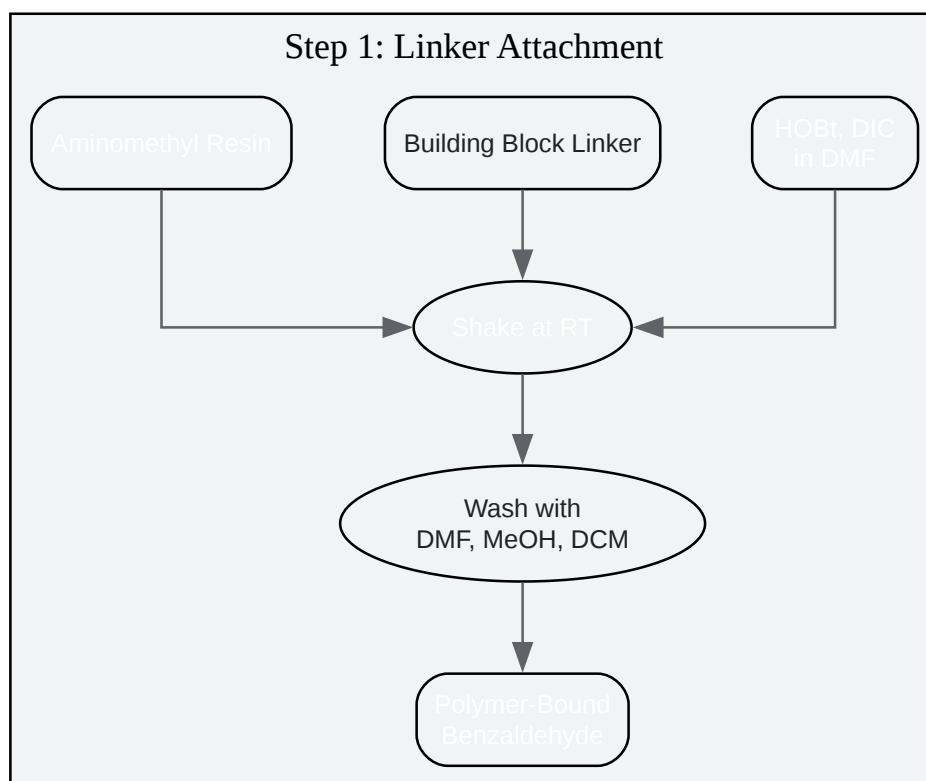 Step 1: Linker Attachment
Aminomethyl Resin
Building Block Linker
HOBt, DIC
in DMF
Shake at RT
Wash with
DMF, MeOH, DCM
Polymer-Bound
Benzaldehyde